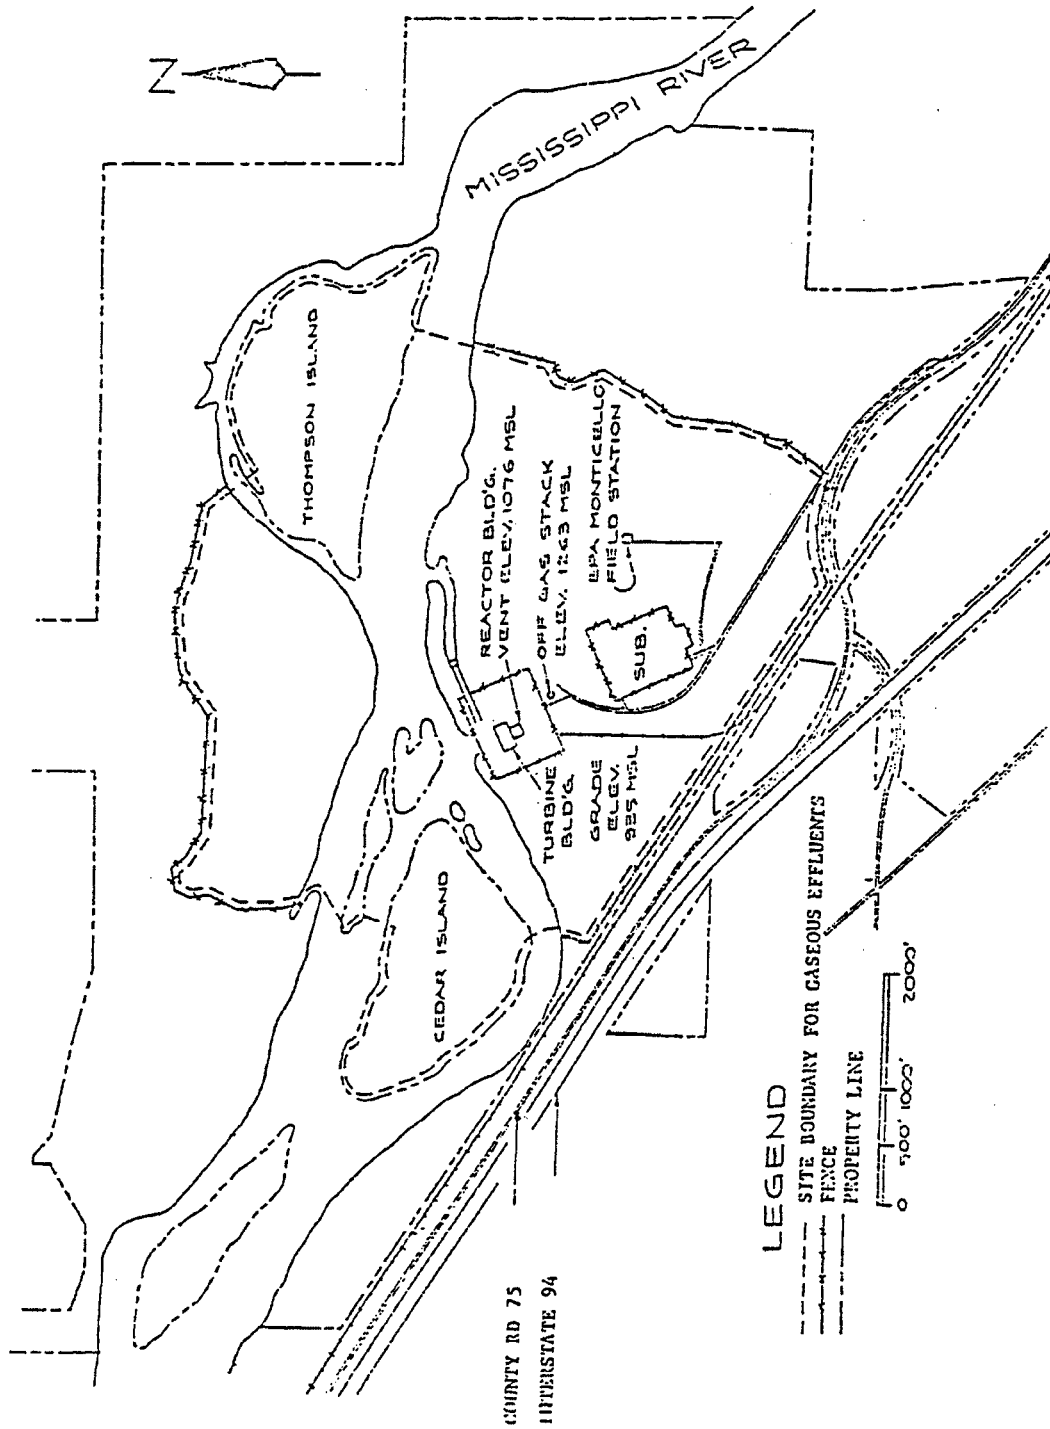 N
MISSISSIPPI RIVER
THOMPSON ISLAND
REACTOR BLD'G.
VENT ELEV. 1076 MSL
OFF GAS STACK
ELEV. 1263 MSL
EPA MONTICELLO
FIELD STATION
SUB.
TURBINE
BLD'G.
GRADE
ELEV.
935 MSL
CEDAR ISLAND
COUNTY RD 75
INTERSTATE 94
LEGEND
SITE BOUNDARY FOR GASEOUS EFFLUENTS
FENCE
PROPERTY LINE
0 500' 1000' 2000'